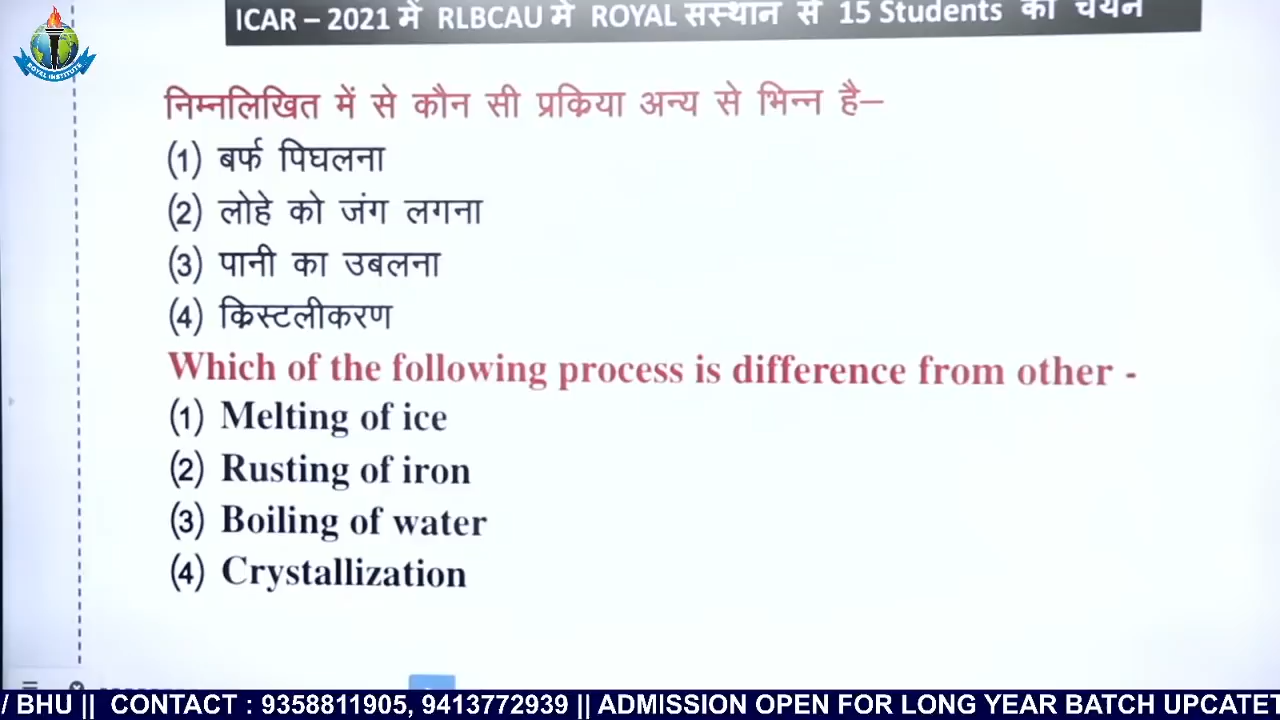 ICAR – 2021 में RLBCAU में ROYAL संस्थान से 15 Students का चयन
ROYAL INSTITUTE
निम्नलिखित में से कौन सी प्रक्रिया अन्य से भिन्न है–
(1) बर्फ पिघलना
(2) लोहे को जंग लगना
(3) पानी का उबलना
(4) क्रिस्टलीकरण
Which of the following process is difference from other -
(1) Melting of ice
(2) Rusting of iron
(3) Boiling of water
(4) Crystallization
/ BHU || CONTACT : 9358811905, 9413772939 || ADMISSION OPEN FOR LONG YEAR BATCH UPCATET